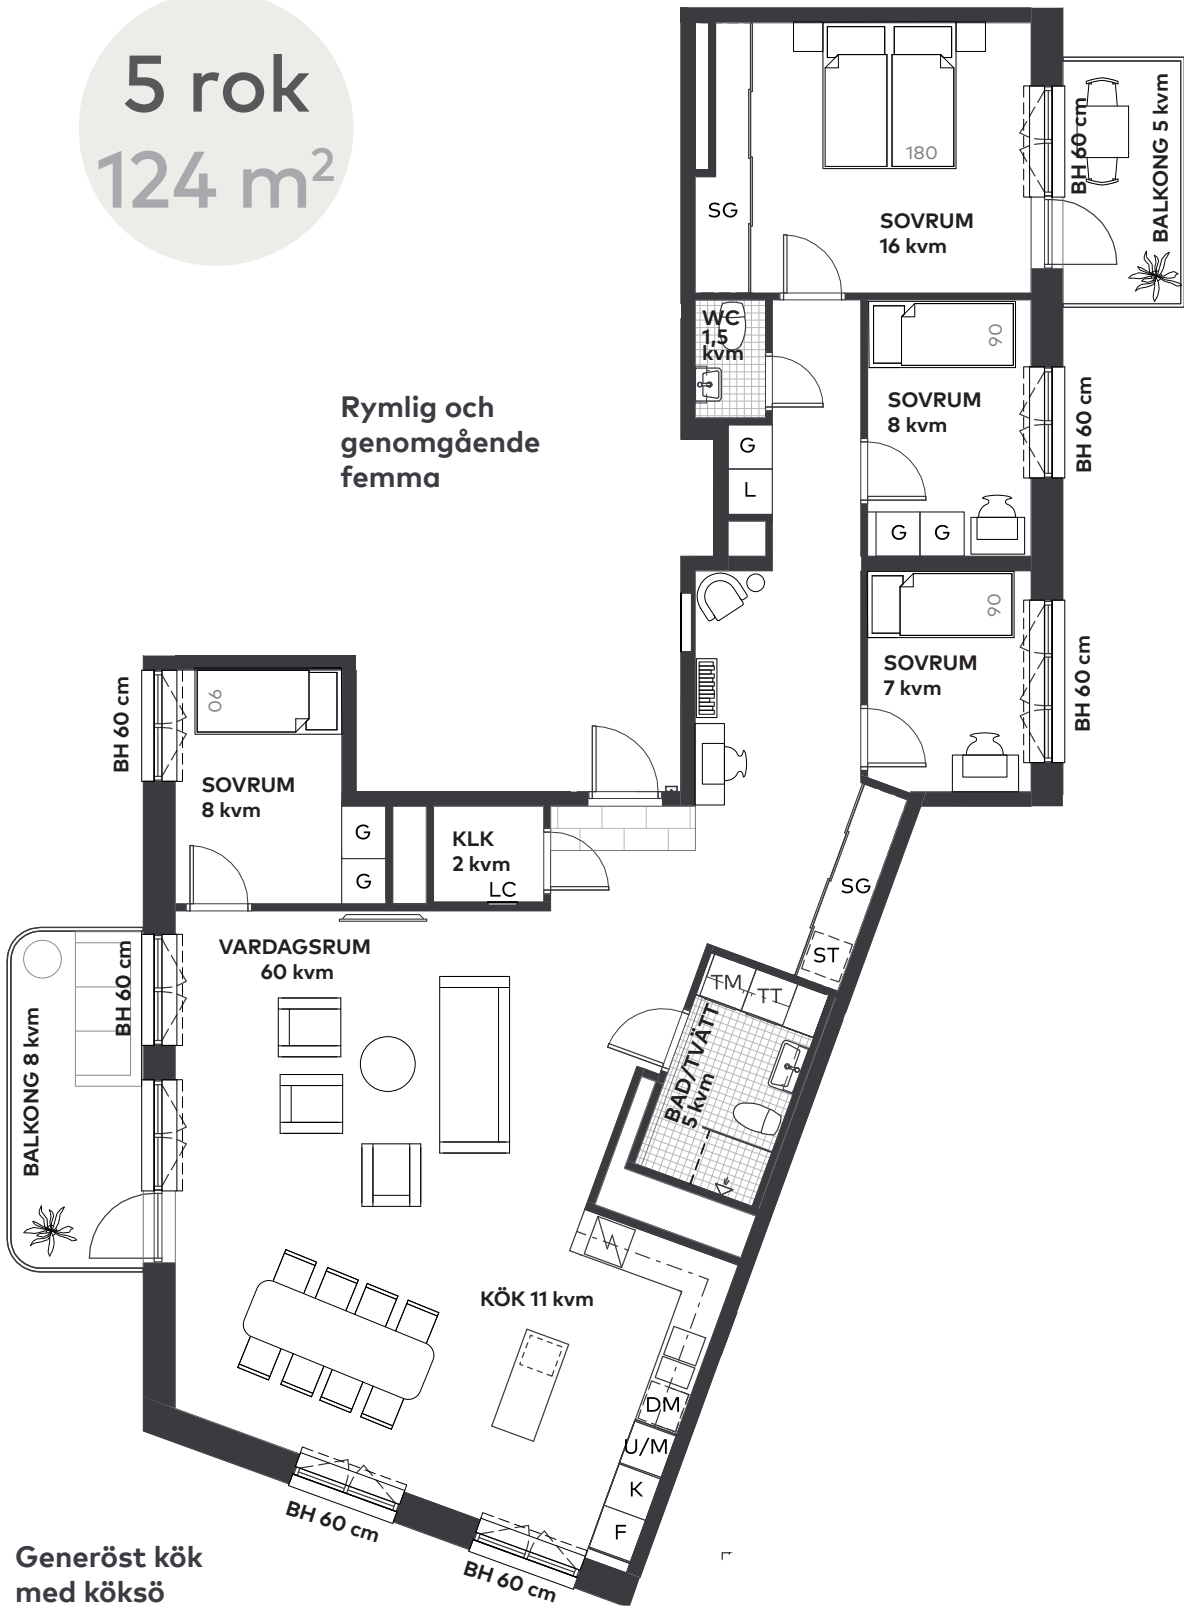 5 rok
124 m²
180
SG
SOVRUM
16 kvm
BH 60 cm
BALKONG 5 kvm
WC
1,5
kvm
90
SOVRUM
8 kvm
BH 60 cm
Rymlig och
genomgående
femma
G
L
G
G
90
SOVRUM
7 kvm
BH 60 cm
BH 60 cm
90
SOVRUM
8 kvm
G
G
KLK
2 kvm
LC
SG
ST
VARDAGSRUM
60 kvm
BH 60 cm
BALKONG 8 kvm
TM
TT
BAD/TVÄTT
5 kvm
KÖK 11 kvm
DM
U/M
K
F
BH 60 cm
BH 60 cm
Generöst kök
med köksö